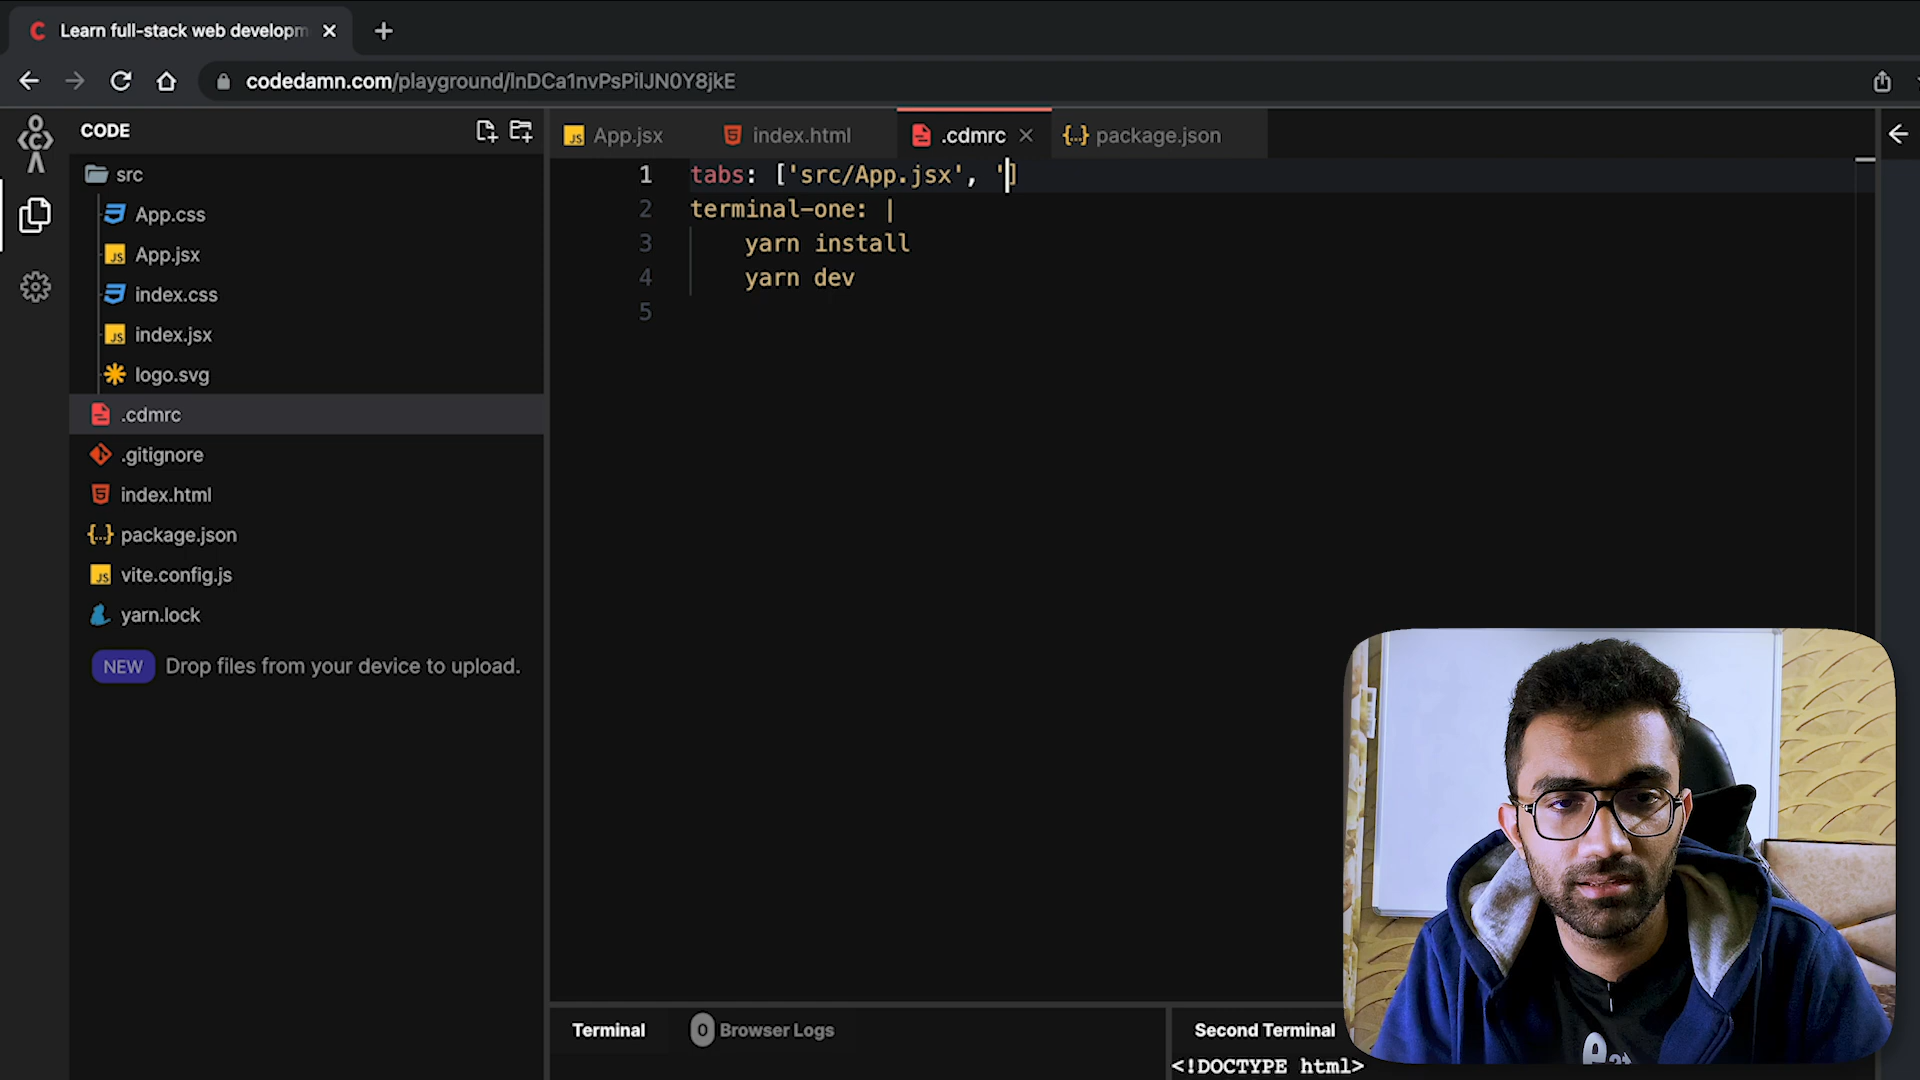 Learn full-stack web developm
codedamn.com/playground/lnDCa1nvPsPilJN0Y8jkE
CODE
App.jsx
index.html
.cdmrc
package.json
src
App.css
App.jsx
index.css
index.jsx
logo.svg
.cdmrc
.gitignore
index.html
package.json
vite.config.js
yarn.lock
NEW Drop files from your device to upload.
1 tabs: ['src/App.jsx', ']
2 terminal-one: |
3 yarn install
4 yarn dev
5
Terminal
0 Browser Logs
Second Terminal
<!DOCTYPE html>